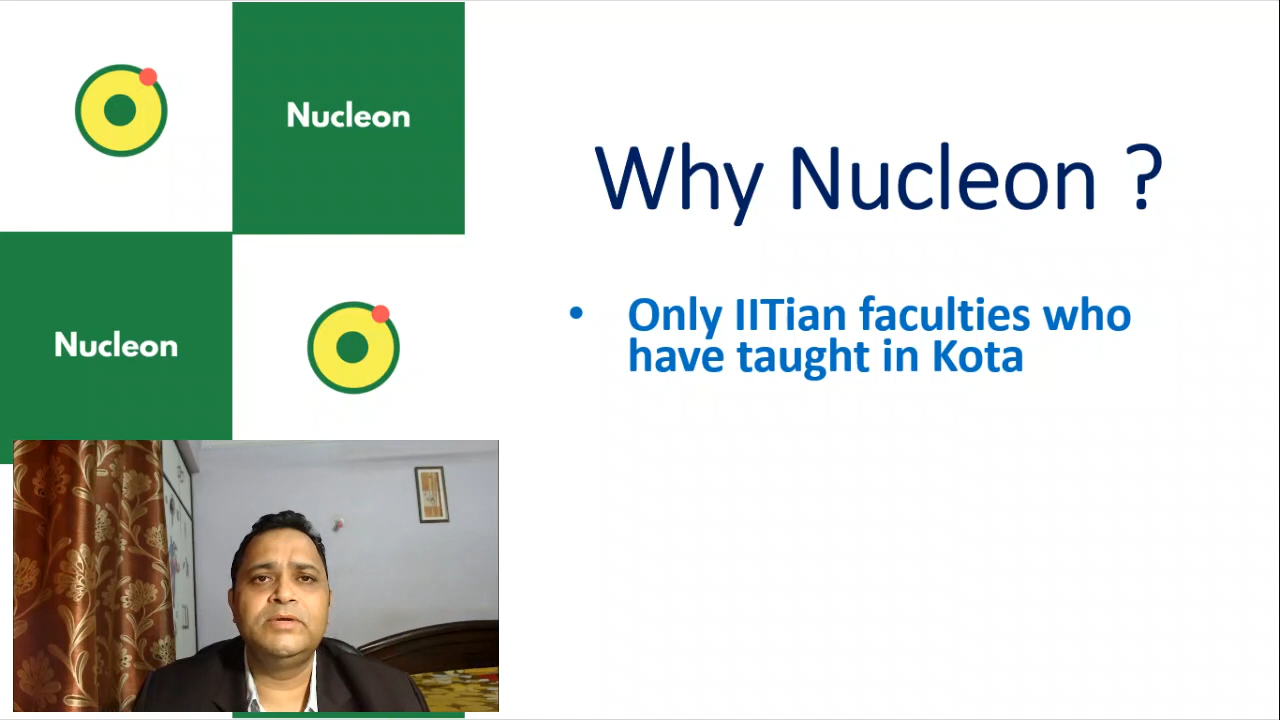 Nucleon
Why Nucleon ?
• Only IITian faculties who
have taught in Kota
Nucleon